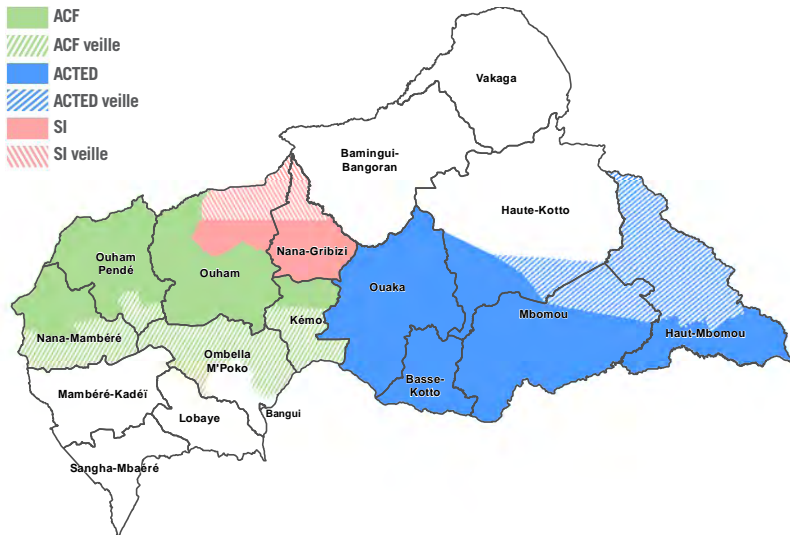 ACF
ACF veille
ACTED
ACTED veille
SI
SI veille
Vakaga
Bamingui-
Bangoran
Haute-Kotto
Nana-Gribizi
Ouham
Pendé
Ouham
Ouaka
Kémo
Mbomou
Nana-Mambéré
Haut-Mbomou
Ombella
M'Poko
Basse-
Kotto
Mambéré-Kadéï
Lobaye
Bangui
Sangha-Mbaéré